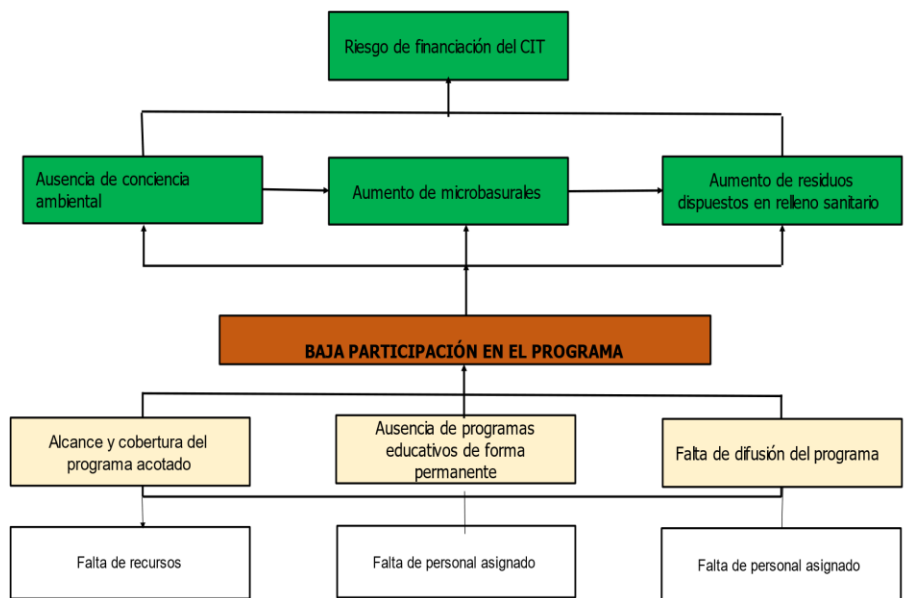 Riesgo de financiación del CIT
Ausencia de conciencia
ambiental
Aumento de microbasurales
Aumento de residuos
dispuestos en relleno sanitario
BAJA PARTICIPACIÓN EN EL PROGRAMA
Alcance y cobertura del
programa acotado
Ausencia de programas
educativos de forma
permanente
Falta de difusión del programa
Falta de recursos
Falta de personal asignado
Falta de personal asignado